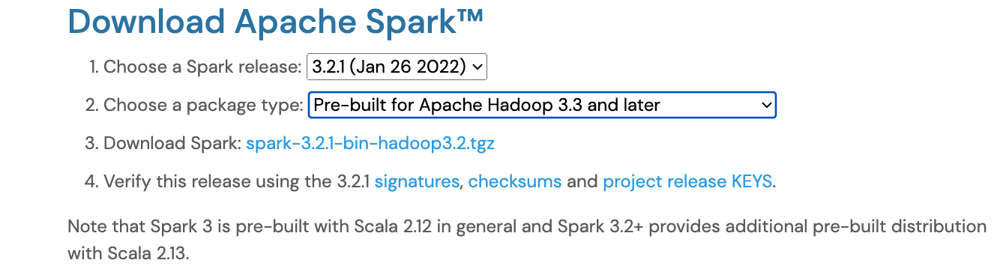 Download Apache Spark™
1. Choose a Spark release: 3.2.1 (Jan 26 2022)
2. Choose a package type: Pre-built for Apache Hadoop 3.3 and later
3. Download Spark: spark-3.2.1-bin-hadoop3.2.tgz
4. Verify this release using the 3.2.1 signatures, checksums and project release KEYS.
Note that Spark 3 is pre-built with Scala 2.12 in general and Spark 3.2+ provides additional pre-built distribution
with Scala 2.13.